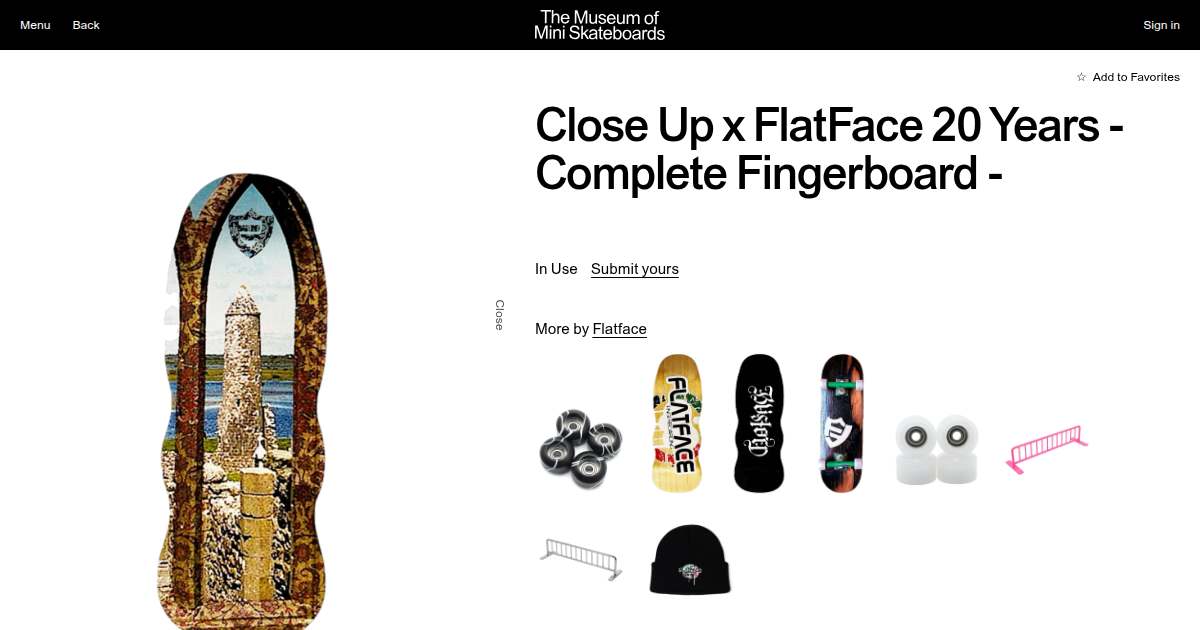 Menu
Back
The Museum of
Mini Skateboards
Sign in
☆ Add to Favorites
Close Up x FlatFace 20 Years -
Complete Fingerboard -
In Use
Submit yours
Close
More by Flatface
FLATFACE